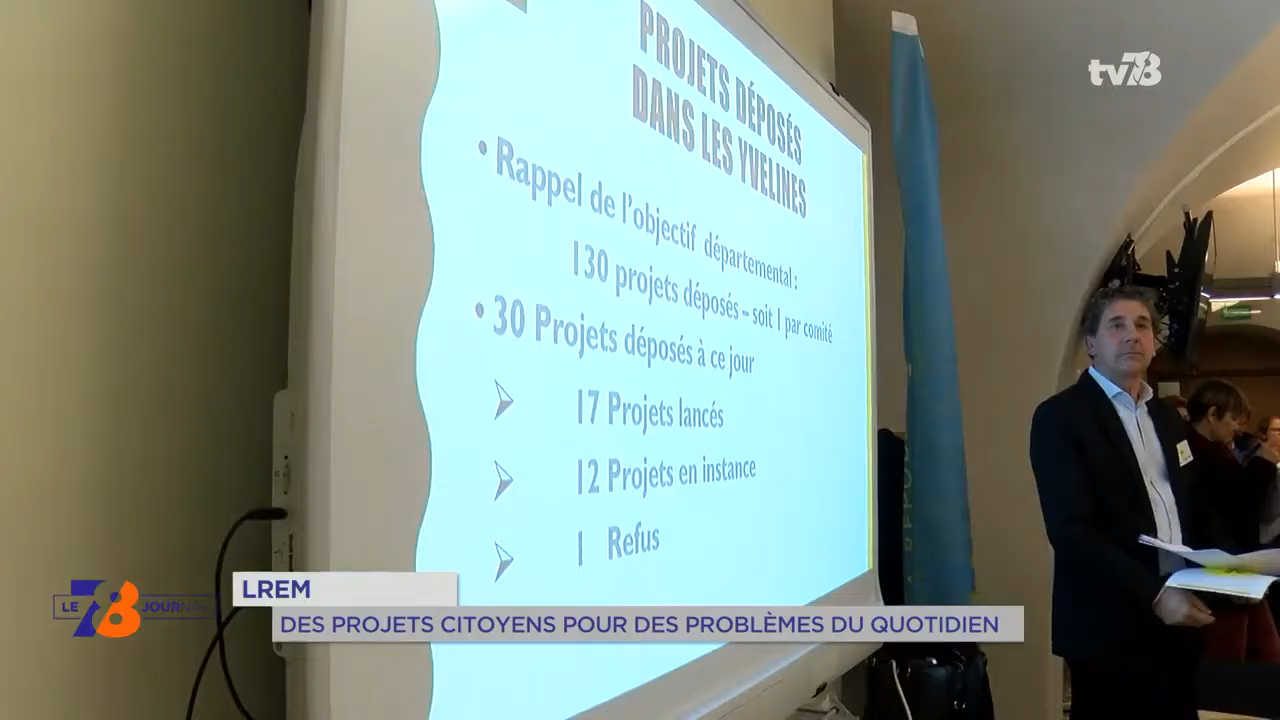 tv78
PROJETS DÉPOSÉS
DANS LES YVELINES
• Rappel de l'objectif départemental :
130 projets déposés – soit 1 par comité
• 30 Projets déposés à ce jour
17 Projets lancés
12 Projets en instance
1 Refus
LREM
LE 78 JOURNAL
DES PROJETS CITOYENS POUR DES PROBLÈMES DU QUOTIDIEN